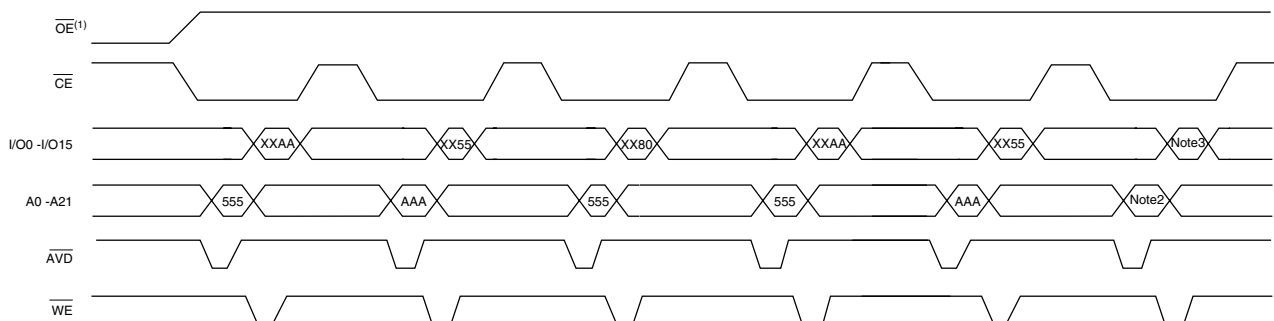 OE(1)
CE
I/O0 -I/O15 XXAA XX55 XX80 XXAA XX55 Note3
A0 -A21 555 AAA 555 555 AAA Note2
AVD
WE